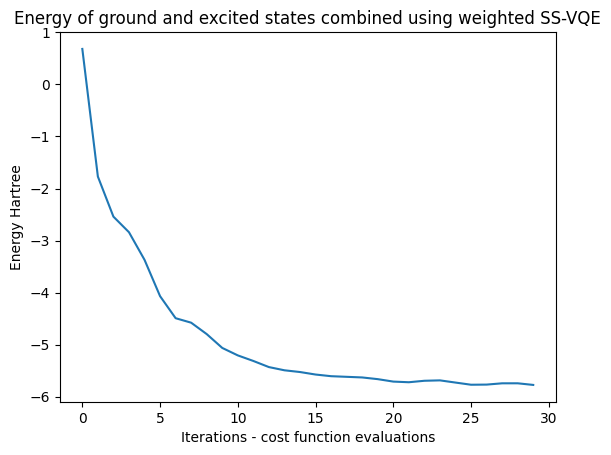 Energy of ground and excited states combined using weighted SS-VQE
1
0
−1
−2
−3
−4
−5
−6
Energy Hartree
0 5 10 15 20 25 30
Iterations - cost function evaluations